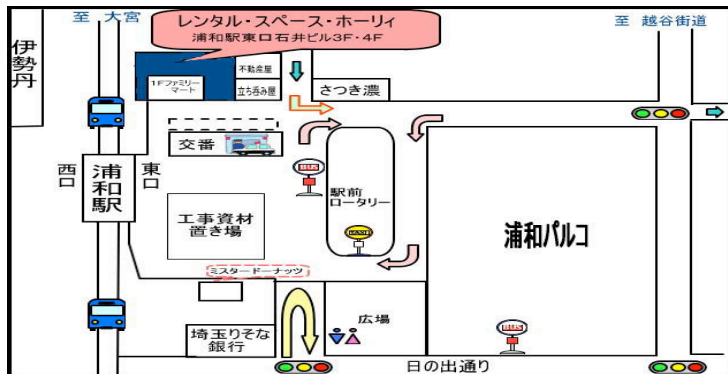 至 大宮
レンタル・スペース・ホーリィ
浦和駅東口石井ビル3F・4F
至 越谷街道
伊勢丹
1Fファミリー
マート
不動産屋
立ち呑み屋
さつき濃
交番
西口
浦和駅
東口
BUS
駅前
ロータリー
工事資材
置き場
TAXI
浦和パルコ
ミスタードーナッツ
埼玉りそな
銀行
広場
BUS
日の出通り